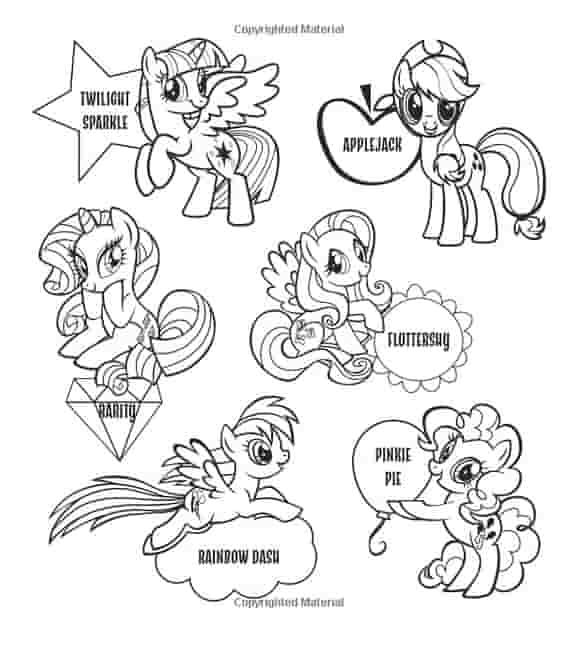 Copyrighted Material
TWILIGHT
SPARKLE
APPLEJACK
RARITY
FLUTTERSHY
RAINBOW DASH
PINKIE
PIE
Copyrighted Material